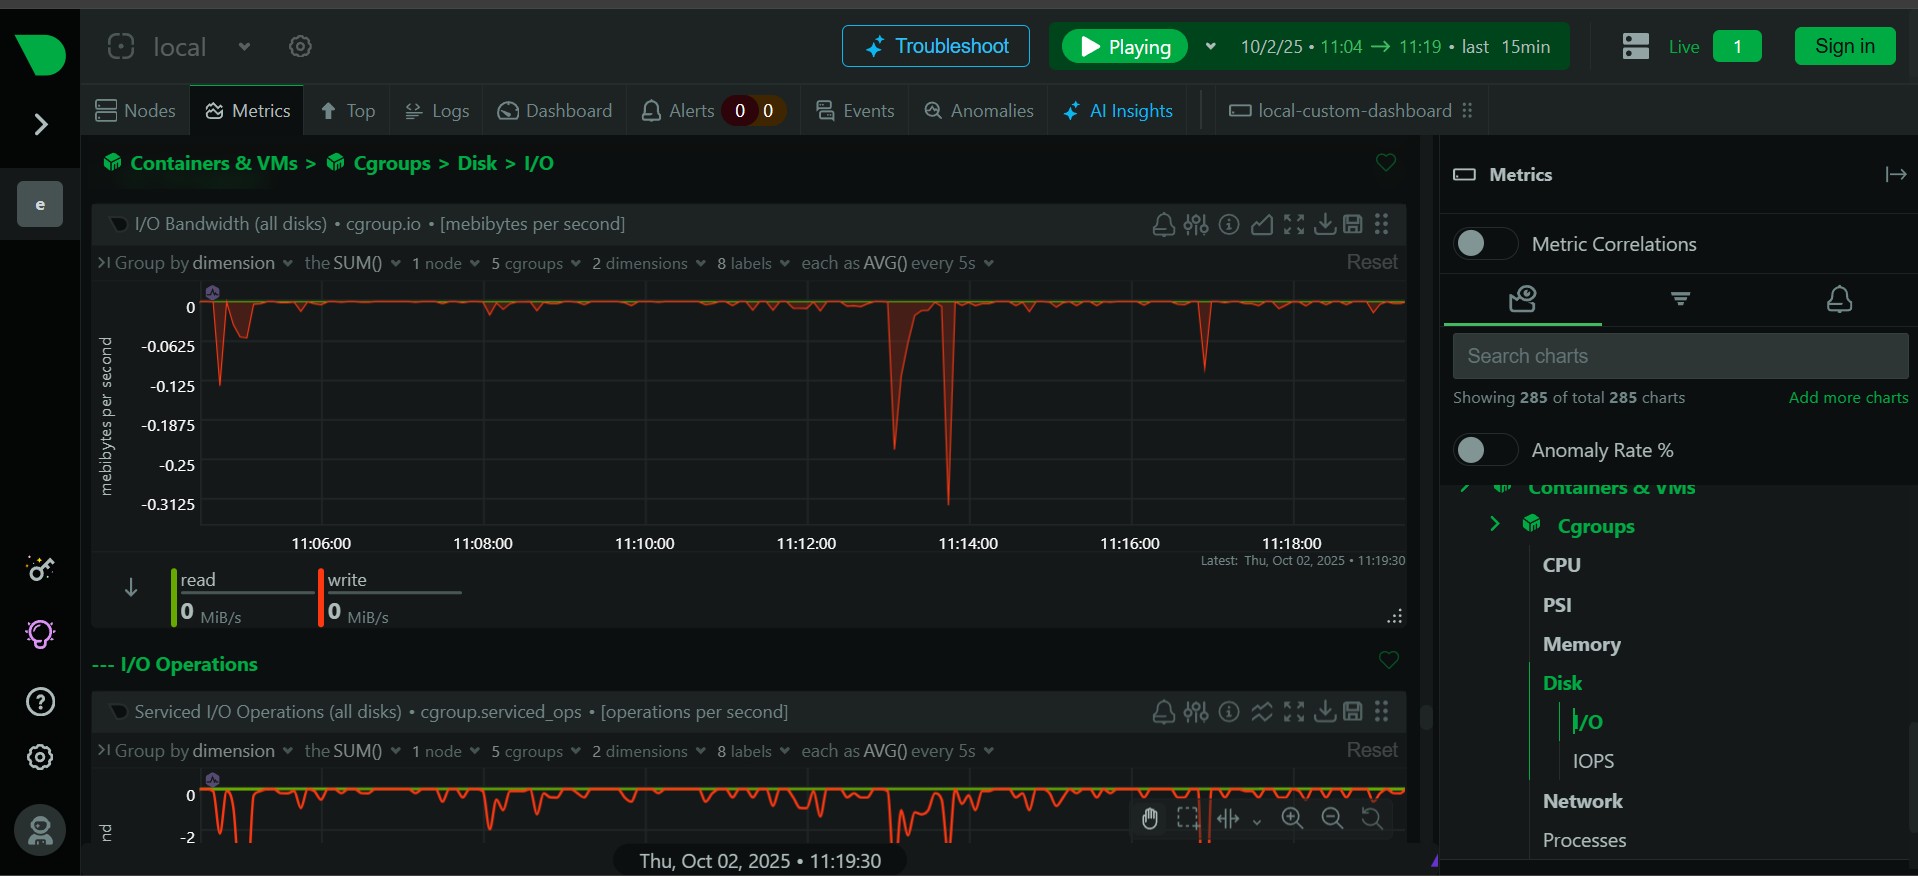 local
Troubleshoot
Playing
10/2/25 • 11:04 → 11:19 • last 15min
Live
1
Sign in
Nodes
Metrics
Top
Logs
Dashboard
Alerts 0 0
Events
Anomalies
AI Insights
local-custom-dashboard
e
Containers & VMs > Cgroups > Disk > I/O
I/O Bandwidth (all disks) • cgroup.io • [mebibytes per second]
Group by dimension the SUM() 1 node 5 cgroups 2 dimensions 8 labels each as AVG() every 5s Reset
mebibytes per second
0
-0.0625
-0.125
-0.1875
-0.25
-0.3125
11:06:00 11:08:00 11:10:00 11:12:00 11:14:00 11:16:00 11:18:00
Latest: Thu, Oct 02, 2025 • 11:19:30
read
0 MiB/s
write
0 MiB/s
--- I/O Operations
Serviced I/O Operations (all disks) • cgroup.serviced_ops • [operations per second]
Group by dimension the SUM() 1 node 5 cgroups 2 dimensions 8 labels each as AVG() every 5s Reset
nd
0
-2
Thu, Oct 02, 2025 • 11:19:30
Metrics
Metric Correlations
Search charts
Showing 285 of total 285 charts
Add more charts
Anomaly Rate %
Containers & VMs
Cgroups
CPU
PSI
Memory
Disk
I/O
IOPS
Network
Processes